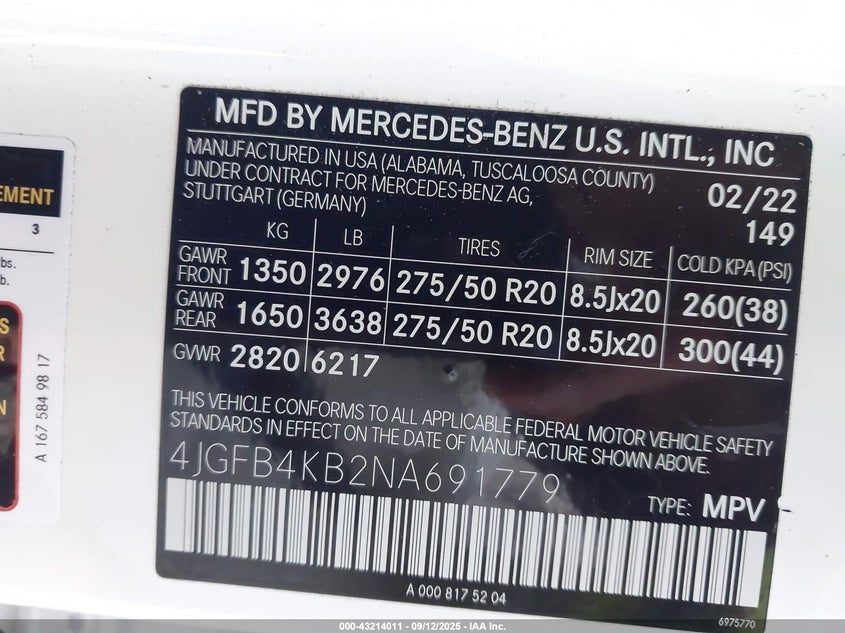 MFD BY MERCEDES-BENZ U.S. INTL., INC
MANUFACTURED IN USA (ALABAMA, TUSCALOOSA COUNTY)
UNDER CONTRACT FOR MERCEDES-BENZ AG,
STUTTGART (GERMANY)
02/22
149
KG LB TIRES RIM SIZE COLD KPA(PSI)
GAWR FRONT 1350 2976 275/50 R20 8.5Jx20 260(38)
GAWR REAR 1650 3638 275/50 R20 8.5Jx20 300(44)
GVWR 2820 6217
THIS VEHICLE CONFORMS TO ALL APPLICABLE FEDERAL MOTOR VEHICLE SAFETY
STANDARDS IN EFFECT ON THE DATE OF MANUFACTURE SHOWN ABOVE.
4JGFB4KB2NA691779
TYPE: MPV
A 000 817 52 04
6975770
EMENT
3
bs.
b.
S
R
N
A 167 584 98 17
000-43214011 - 09/12/2025 - IAA Inc.